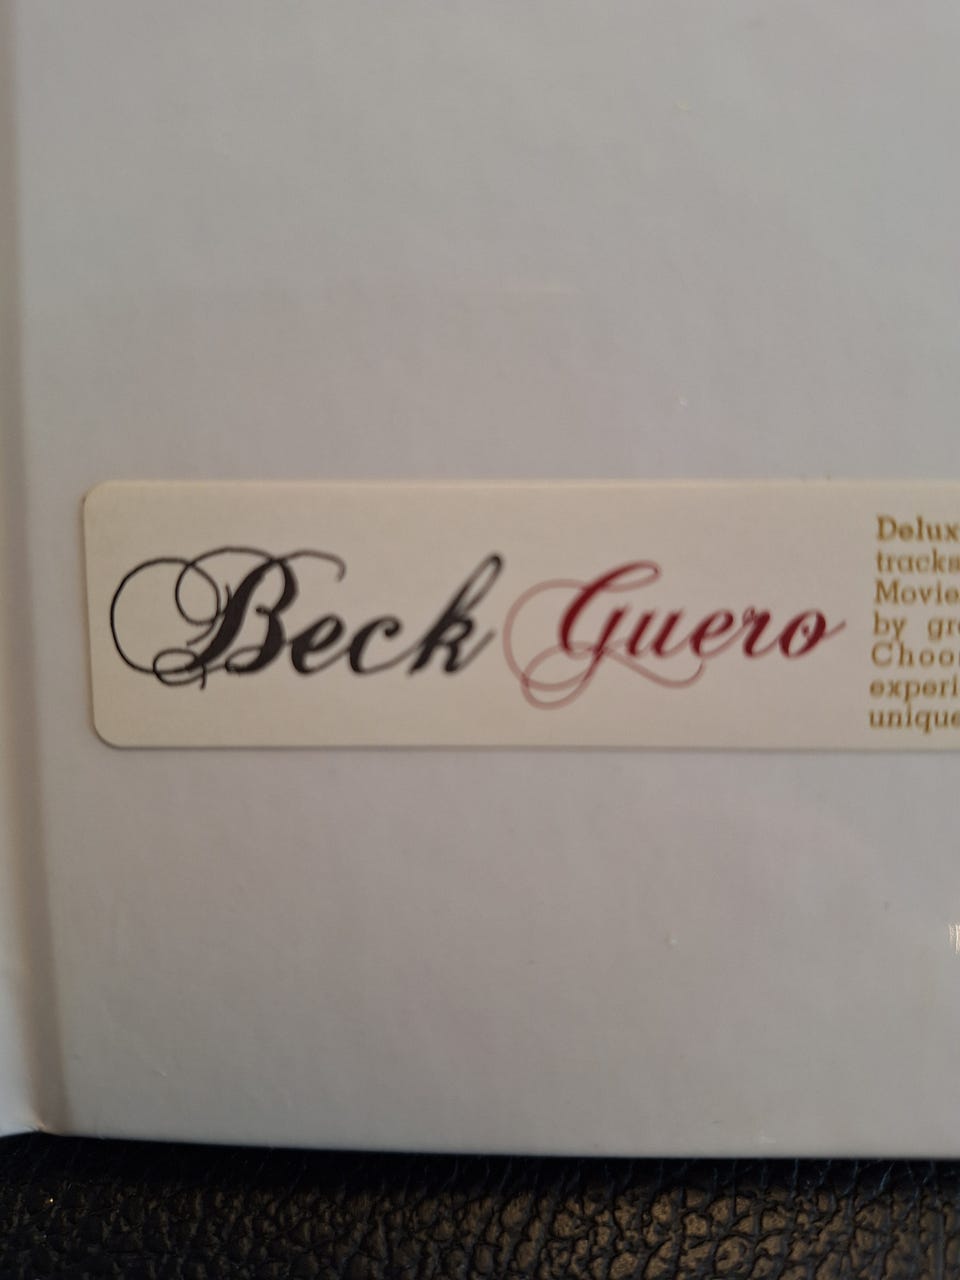 Beck Guero
Delux
tracks
Movie
by gr
Choo
experi
unique